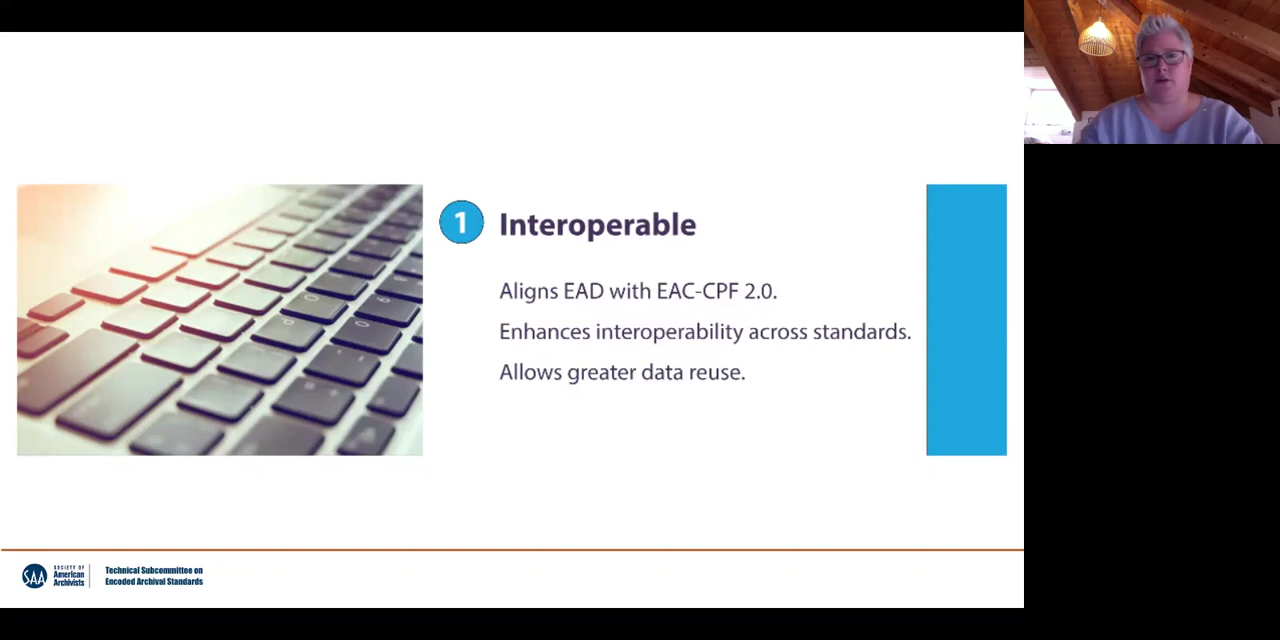 1 Interoperable
Aligns EAD with EAC-CPF 2.0.
Enhances interoperability across standards.
Allows greater data reuse.
SAA
SOCIETY OF
American
Archivists
Technical Subcommittee on
Encoded Archival Standards